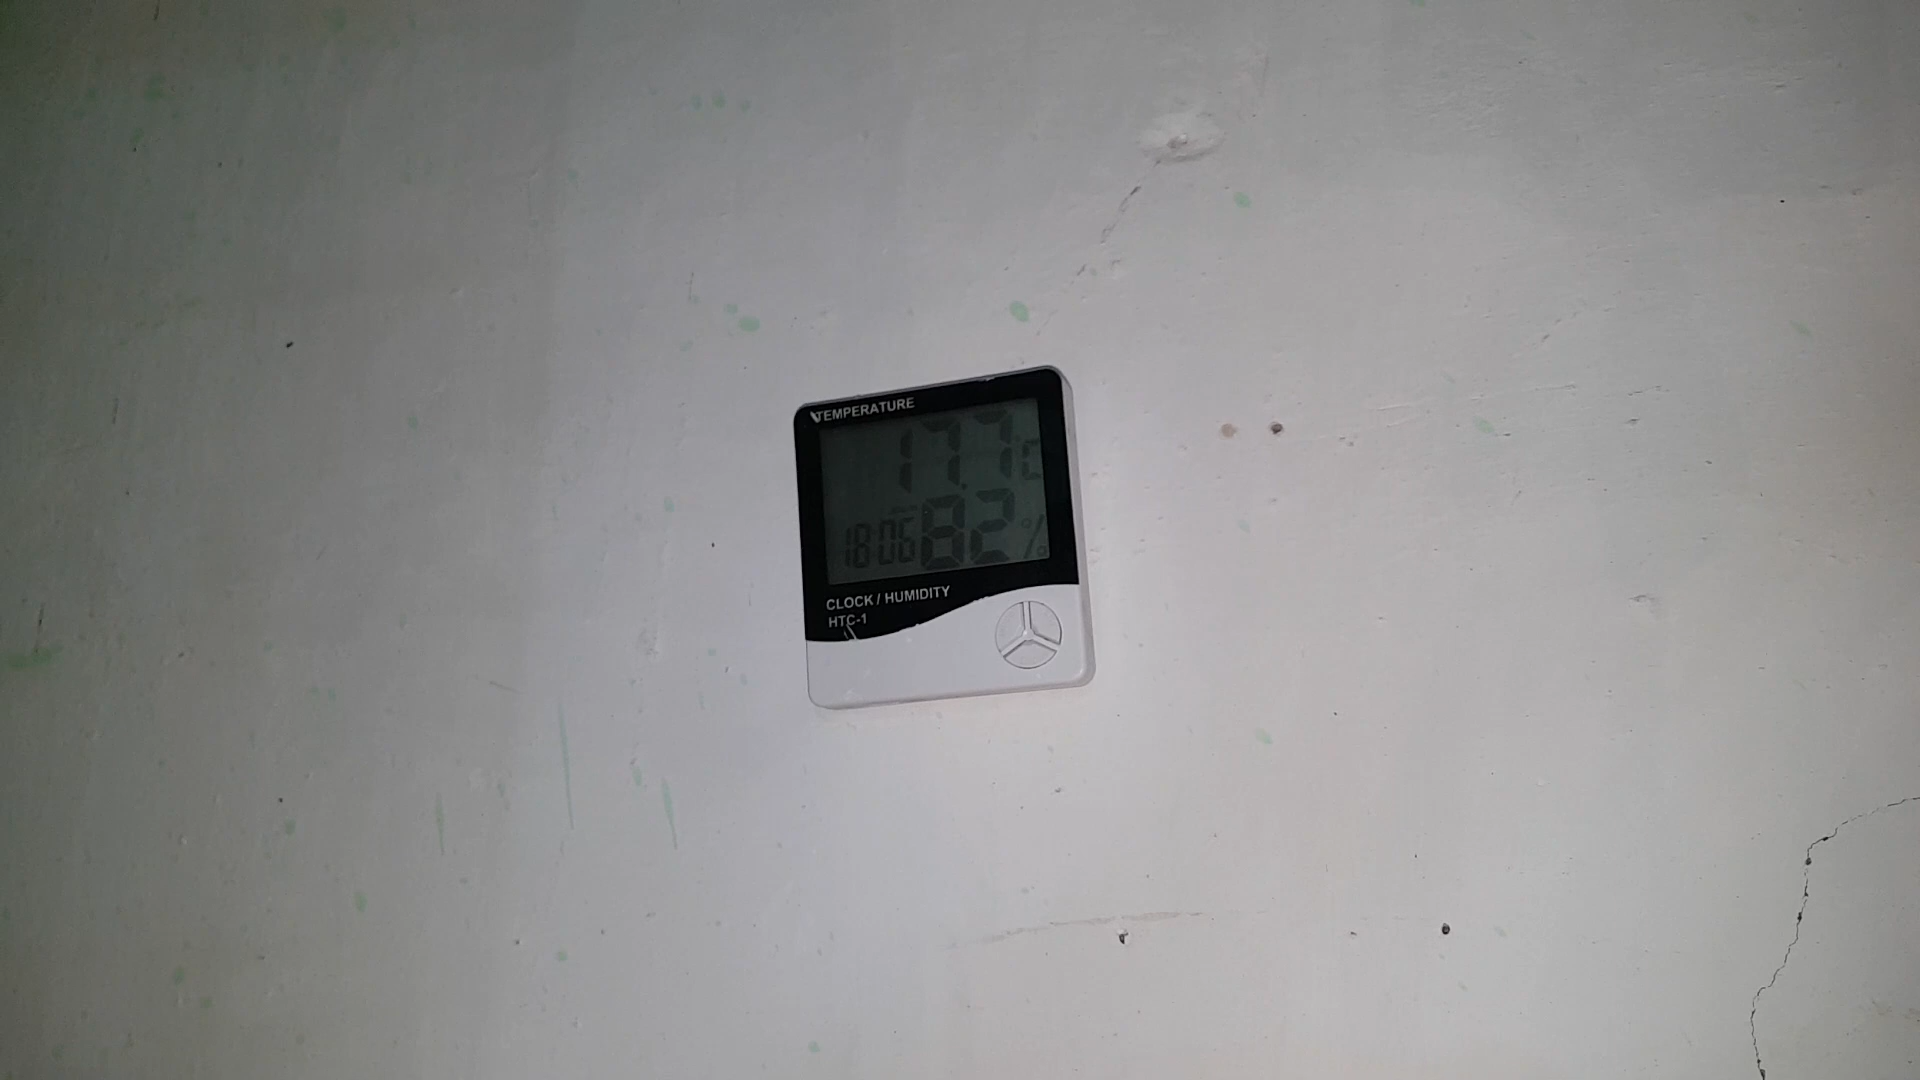 TEMPERATURE
17.7°C
18:06 82%
CLOCK / HUMIDITY
HTC-1